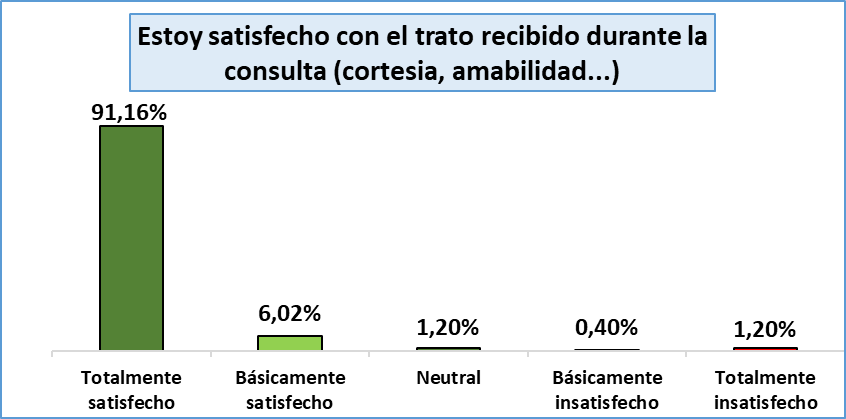 Estoy satisfecho con el trato recibido durante la
consulta (cortesia, amabilidad...)
91,16%
6,02%
1,20%
0,40%
1,20%
Totalmente
satisfecho
Básicamente
satisfecho
Neutral
Básicamente
insatisfecho
Totalmente
insatisfecho